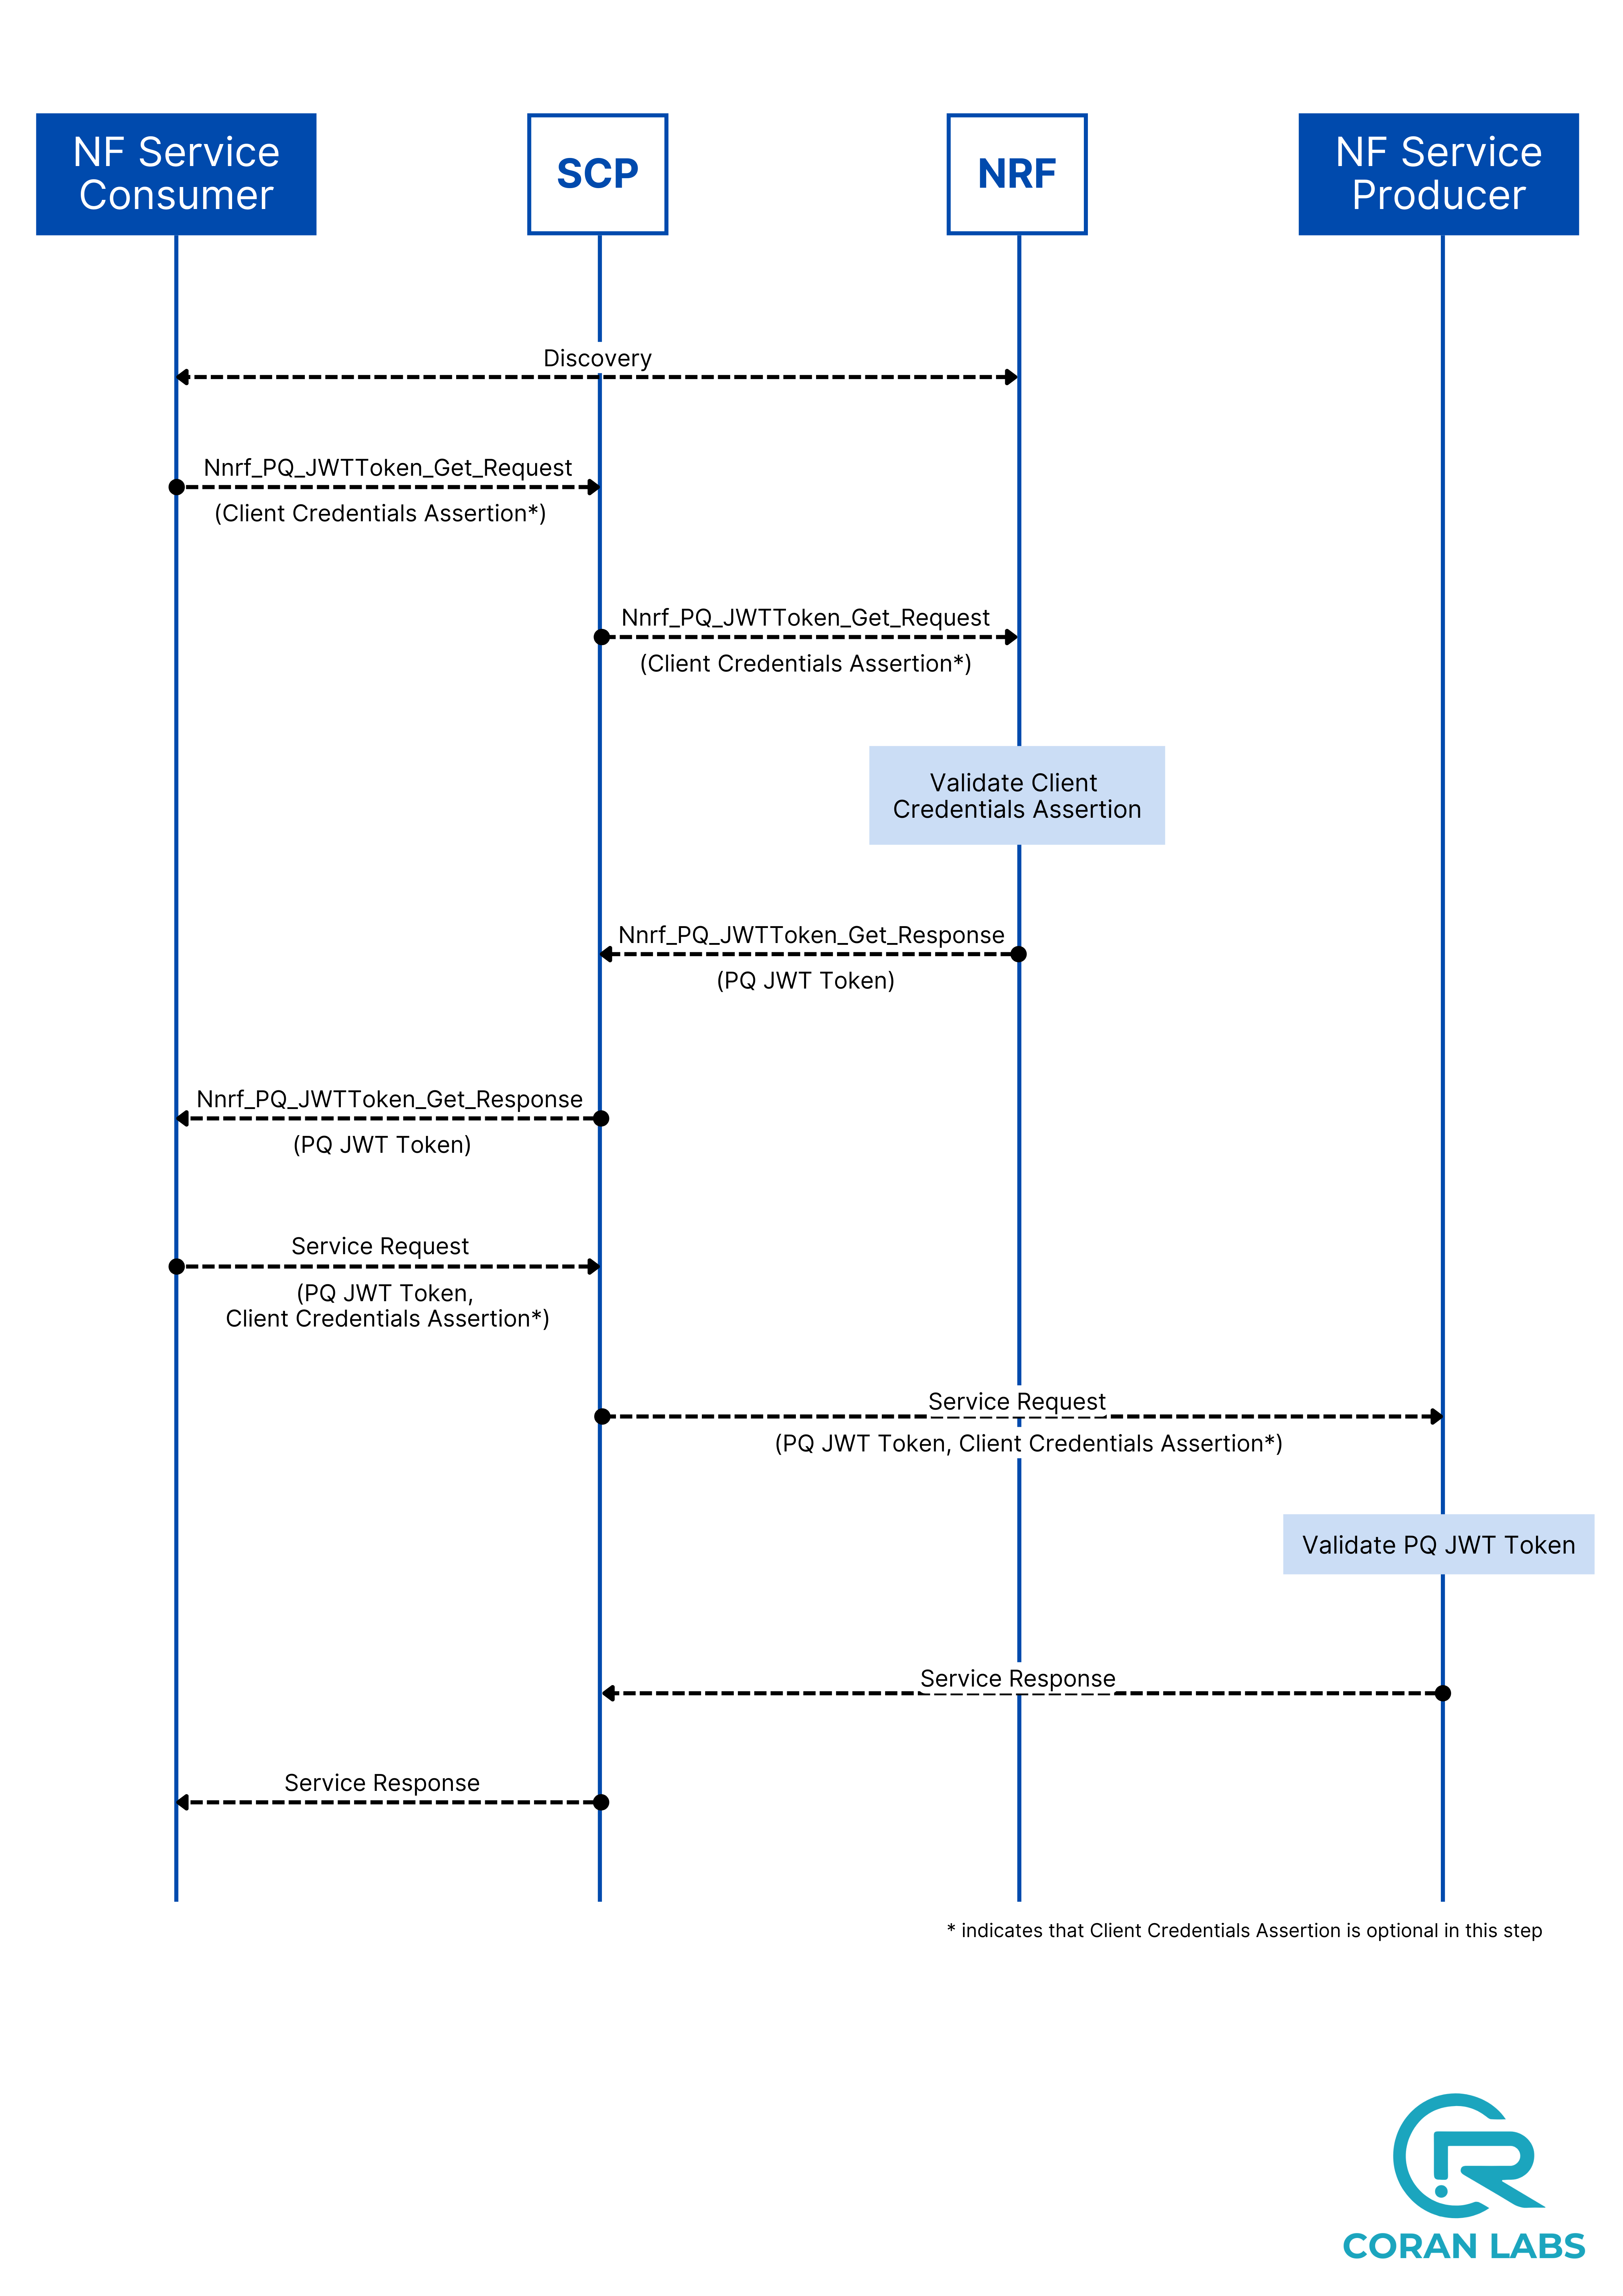 NF Service
Consumer
SCP
NRF
NF Service
Producer
Discovery
Nnrf_PQ_JWTToken_Get_Request
(Client Credentials Assertion*)
Nnrf_PQ_JWTToken_Get_Request
(Client Credentials Assertion*)
Validate Client
Credentials Assertion
Nnrf_PQ_JWTToken_Get_Response
(PQ JWT Token)
Nnrf_PQ_JWTToken_Get_Response
(PQ JWT Token)
Service Request
(PQ JWT Token,
Client Credentials Assertion*)
Service Request
(PQ JWT Token, Client Credentials Assertion*)
Validate PQ JWT Token
Service Response
Service Response
* indicates that Client Credentials Assertion is optional in this step
CORAN LABS